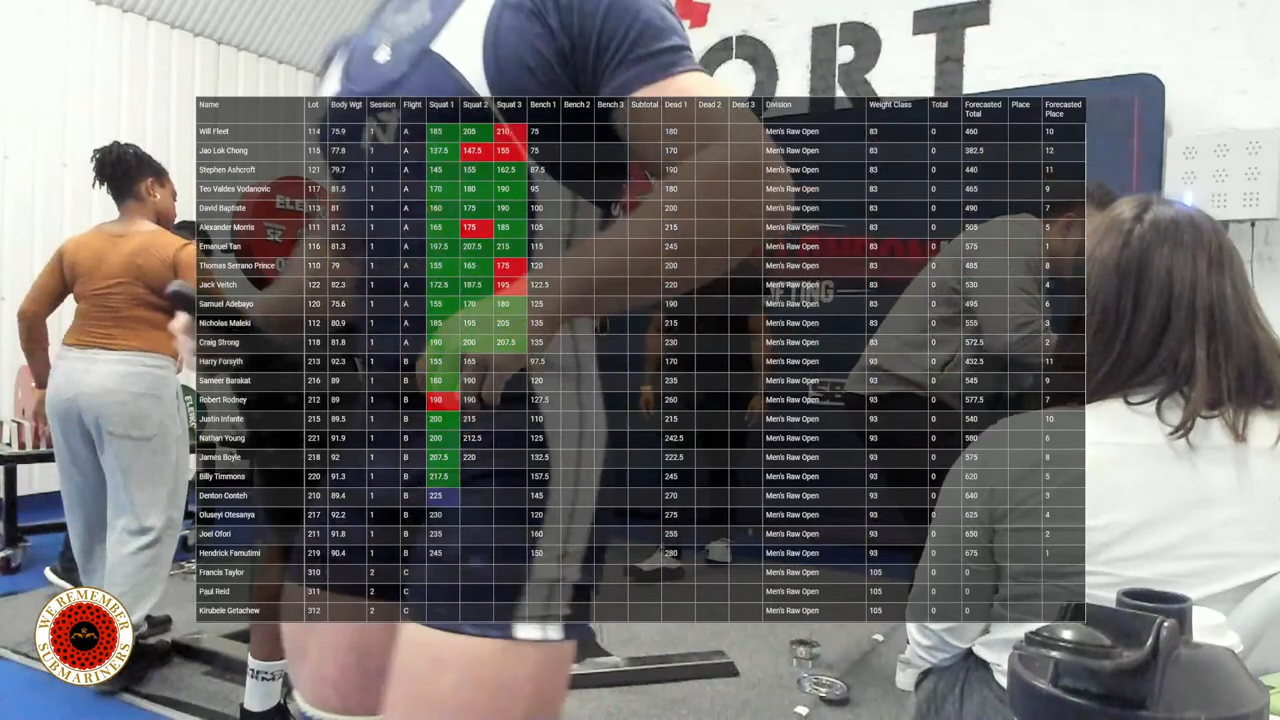 ORT
Name Lot Body Wgt Session Flight Squat 1 Squat 2 Squat 3 Bench 1 Bench 2 Bench 3 Subtotal Dead 1 Dead 2 Dead 3 Division Weight Class Total Forecasted Total Place Forecasted Place
Will Fleet 114 75.9 1 A 185 205 210 75 180 Men's Raw Open 83 0 460 10
Jao Lok Chong 115 77.8 1 A 137.5 147.5 155 75 170 Men's Raw Open 83 0 382.5 12
Stephen Ashcroft 121 79.7 1 A 145 155 162.5 87.5 190 Men's Raw Open 83 0 440 11
Teo Valdes Vodanovic 117 81.5 1 A 170 180 190 95 180 Men's Raw Open 83 0 465 9
David Baptiste 113 81 1 A 160 175 190 100 200 Men's Raw Open 83 0 490 7
Alexander Morris 111 81.2 1 A 165 175 185 105 215 Men's Raw Open 83 0 505 5
Emanuel Tan 116 81.3 1 A 197.5 207.5 215 115 245 Men's Raw Open 83 0 575 1
Thomas Serrano Prince 110 79 1 A 155 165 175 120 200 Men's Raw Open 83 0 485 8
Jack Veitch 122 82.3 1 A 172.5 187.5 195 122.5 220 Men's Raw Open 83 0 530 4
Samuel Adebayo 120 75.6 1 A 155 170 180 125 190 Men's Raw Open 83 0 495 6
Nicholas Maleki 112 80.9 1 A 185 195 205 135 215 Men's Raw Open 83 0 555 3
Craig Strong 118 81.8 1 A 190 200 207.5 135 230 Men's Raw Open 83 0 572.5 2
Harry Forsyth 213 92.3 1 B 155 165 97.5 170 Men's Raw Open 93 0 432.5 11
Sameer Barakat 216 89 1 B 180 190 120 235 Men's Raw Open 93 0 545 9
Robert Rodney 212 89 1 B 190 190 127.5 260 Men's Raw Open 93 0 577.5 7
Justin Infante 215 89.5 1 B 200 215 110 215 Men's Raw Open 93 0 540 10
Nathan Young 221 91.9 1 B 200 212.5 125 242.5 Men's Raw Open 93 0 580 6
James Boyle 218 92 1 B 207.5 220 132.5 222.5 Men's Raw Open 93 0 575 8
Billy Timmons 220 91.3 1 B 217.5 157.5 245 Men's Raw Open 93 0 620 5
Denton Conteh 210 89.4 1 B 225 145 270 Men's Raw Open 93 0 640 3
Oluseyi Otesanya 217 92.2 1 B 230 120 275 Men's Raw Open 93 0 625 4
Joel Ofori 211 91.8 1 B 235 160 255 Men's Raw Open 93 0 650 2
Hendrick Famutimi 219 90.4 1 B 245 150 280 Men's Raw Open 93 0 675 1
Francis Taylor 310 2 C Men's Raw Open 105 0 0
Paul Reid 311 2 C Men's Raw Open 105 0 0
Kirubele Getachew 312 2 C Men's Raw Open 105 0 0
WE REMEMBER
SUBMARINERS